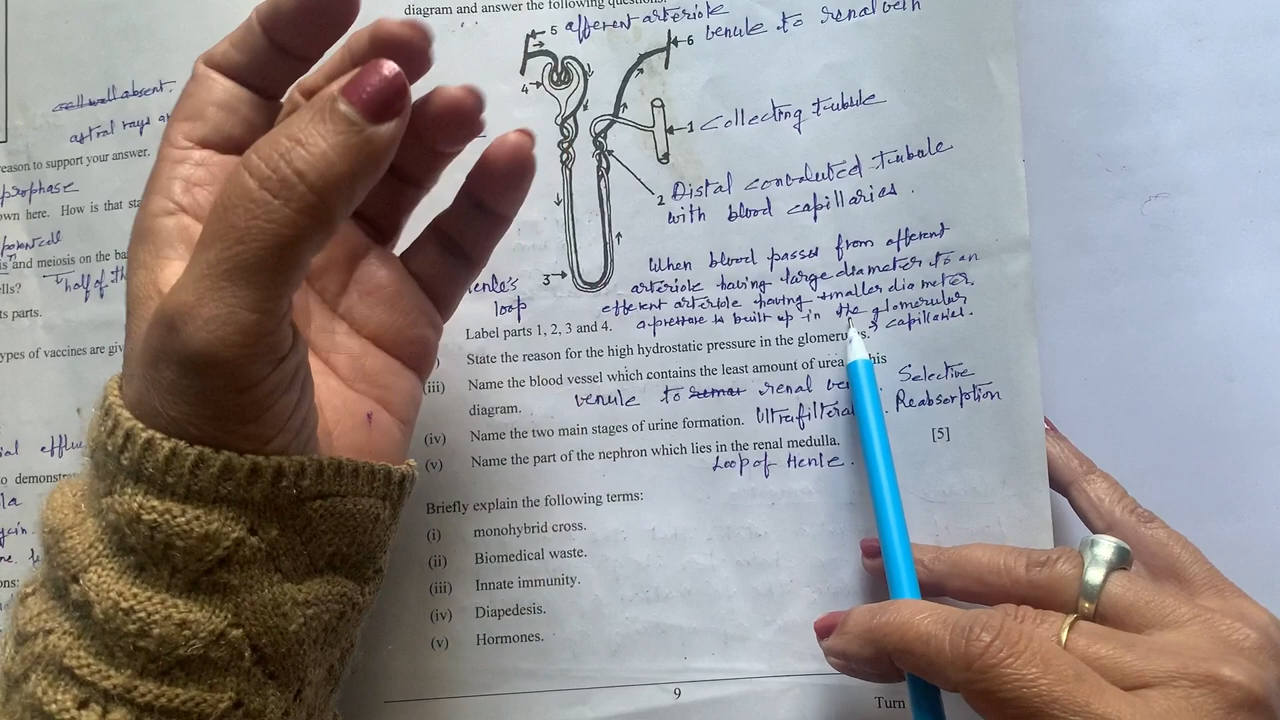 diagram and answer the following questions.
5 afferent arteriole
6 venule to renal vein
cell wall absent.
4
astral rays
1 Collecting tubule
reason to support your answer.
prophase
2 Distal convoluted tubule
with blood capillaries.
own here. How is that sta
is and meiosis on the ba
half of th
ells?
ts parts.
3
Henle's
loop
When blood passes from afferent
arteriole having large diameter to an
efferent arteriole having smaller diameter,
a pressure is built up in the glomerular
capillaries.
Label parts 1, 2, 3 and 4.
State the reason for the high hydrostatic pressure in the glomerulus.
ypes of vaccines are giv
(iii) Name the blood vessel which contains the least amount of urea this
diagram. venule to renal
(iv) Name the two main stages of urine formation. Selective
Reabsorption
[5]
(v) Name the part of the nephron which lies in the renal medulla.
Loop of Henle.
o demonstr
Briefly explain the following terms:
(i) monohybrid cross.
(ii) Biomedical waste.
(iii) Innate immunity.
(iv) Diapedesis.
(v) Hormones.
ons:
9
Turn